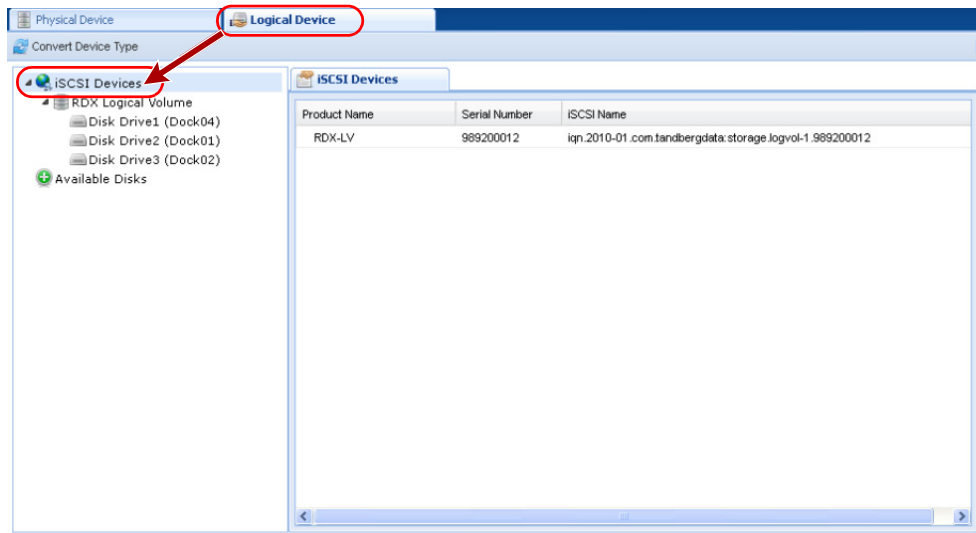 Physical Device
Logical Device
Convert Device Type
iSCSI Devices
RDX Logical Volume
Disk Drive1 (Dock04)
Disk Drive2 (Dock01)
Disk Drive3 (Dock02)
Available Disks
iSCSI Devices
Product Name Serial Number iSCSI Name
RDX-LV 989200012 iqn.2010-01.com.tandbergdata:storage.logvol-1.989200012